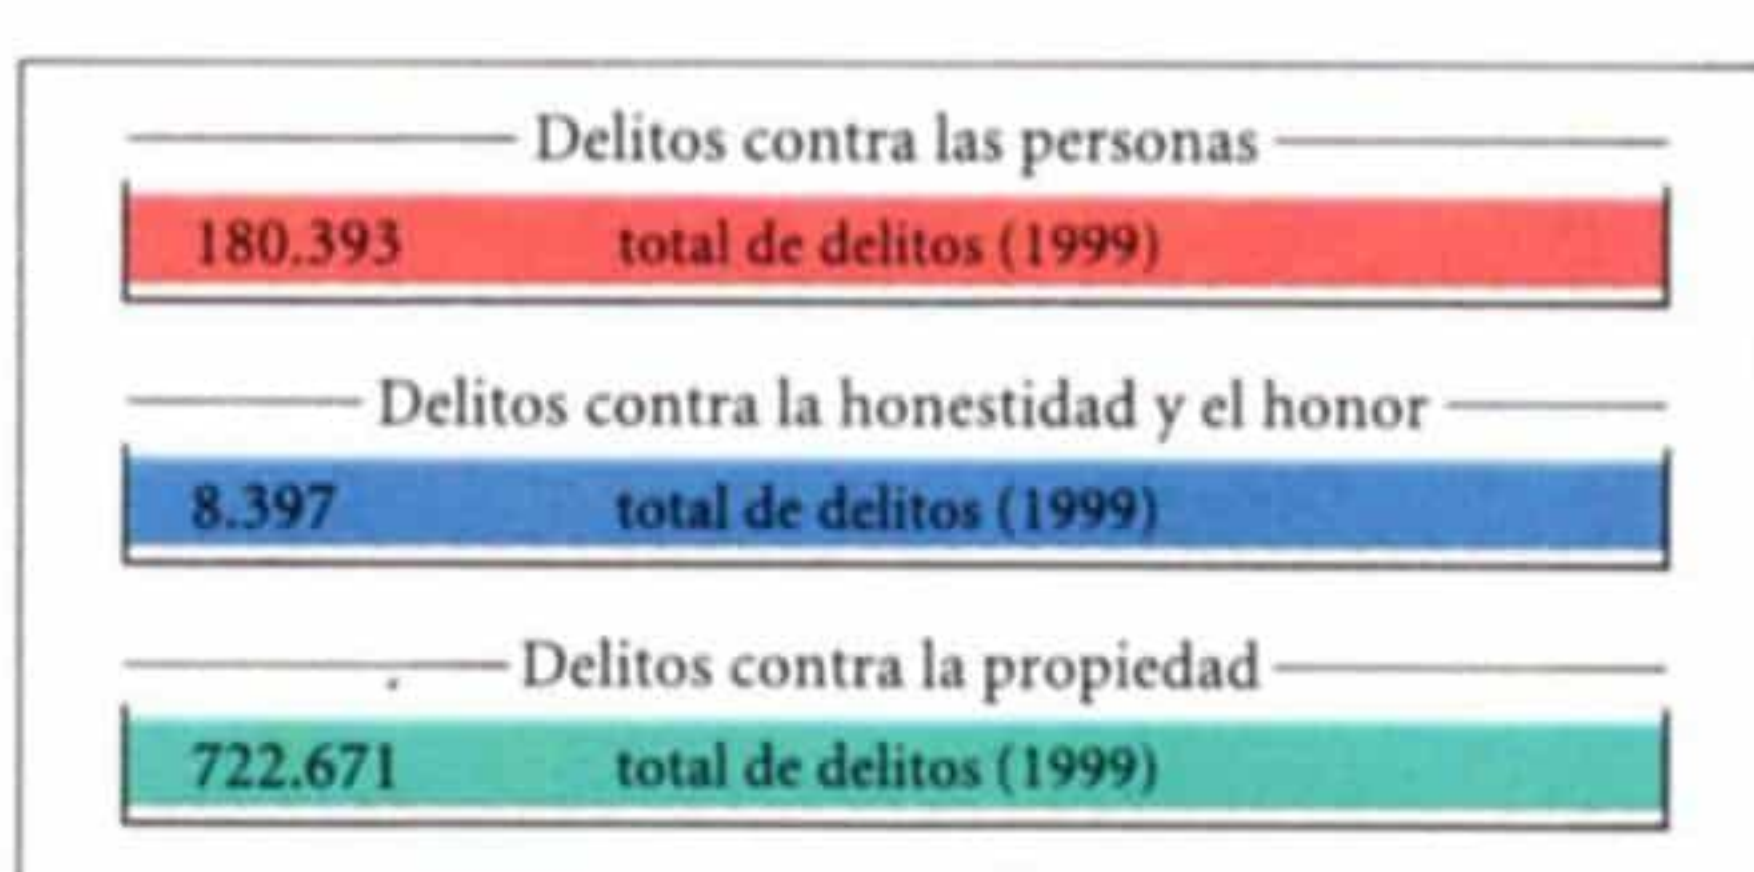 Delitos contra las personas
180.393 total de delitos (1999)
Delitos contra la honestidad y el honor
8.397 total de delitos (1999)
Delitos contra la propiedad
722.671 total de delitos (1999)